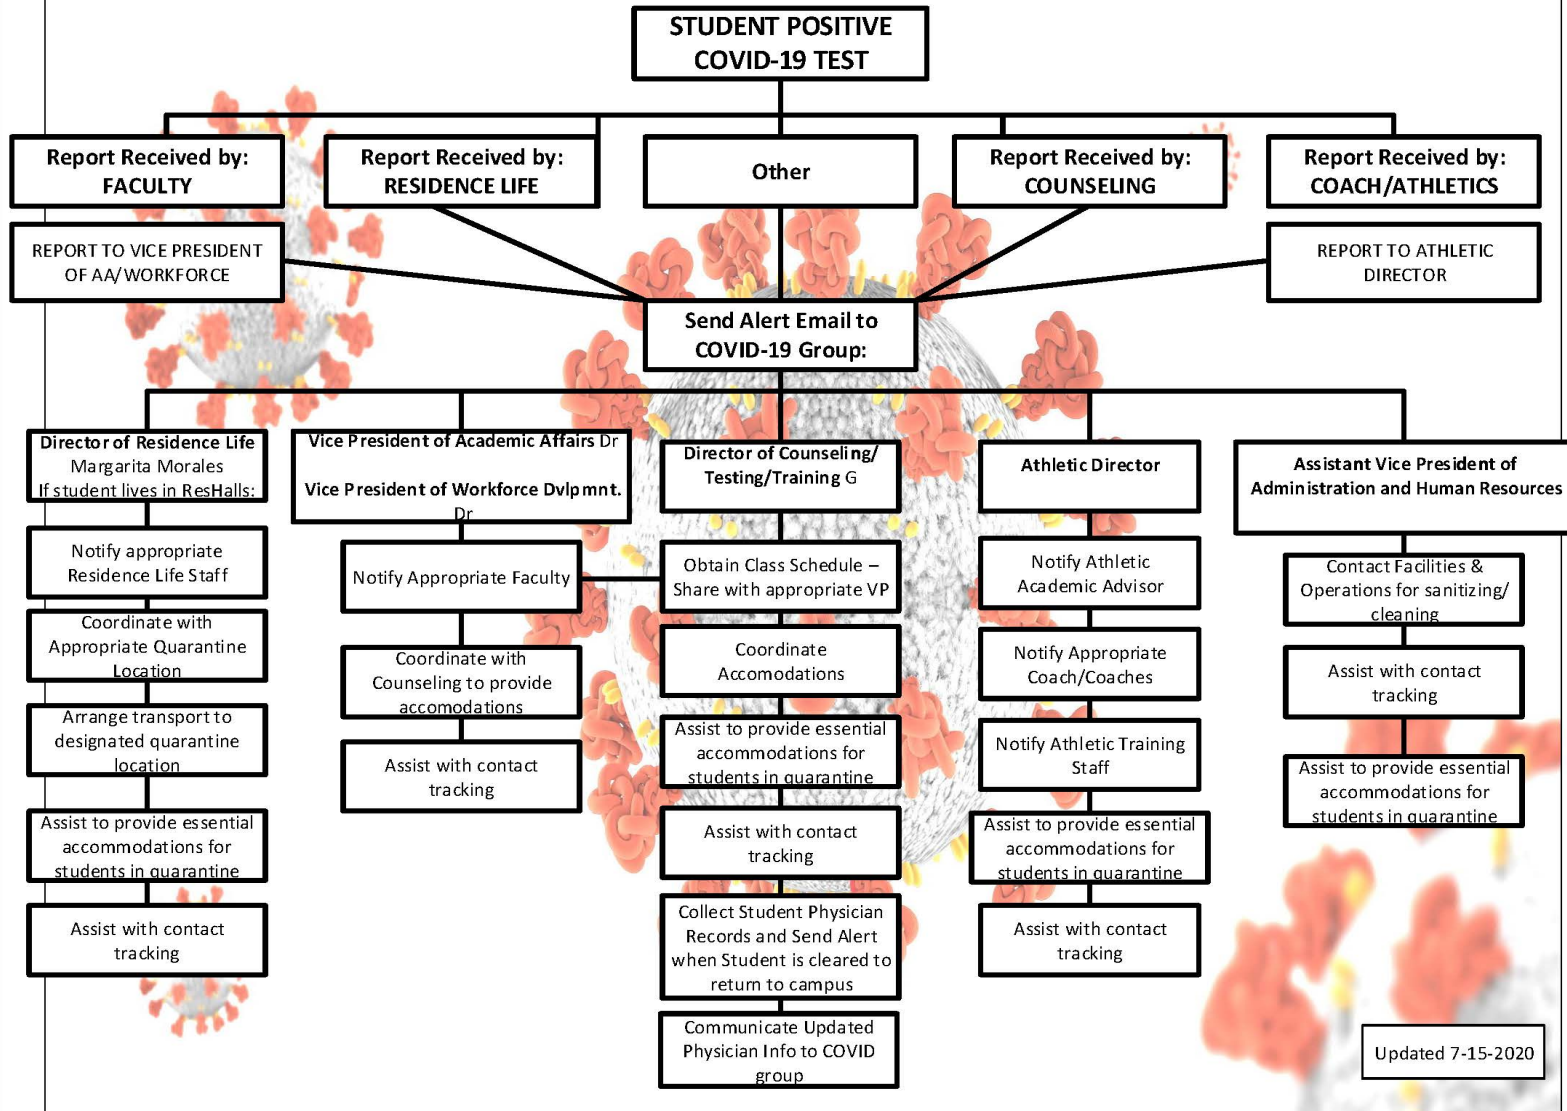 STUDENT POSITIVE
COVID-19 TEST
Report Received by:
FACULTY
Report Received by:
RESIDENCE LIFE
Other
Report Received by:
COUNSELING
Report Received by:
COACH/ATHLETICS
REPORT TO VICE PRESIDENT
OF AA/WORKFORCE
REPORT TO ATHLETIC
DIRECTOR
Send Alert Email to
COVID-19 Group:
Director of Residence Life
Margarita Morales
If student lives in ResHalls:
Notify appropriate
Residence Life Staff
Coordinate with
Appropriate Quarantine
Location
Arrange transport to
designated quarantine
location
Assist to provide essential
accommodations for
students in quarantine
Assist with contact
tracking
Vice President of Academic Affairs Dr
Vice President of Workforce Dvlpmnt.
Dr
Notify Appropriate Faculty
Coordinate with
Counseling to provide
accomodations
Assist with contact
tracking
Director of Counseling/
Testing/Training G
Obtain Class Schedule –
Share with appropriate VP
Coordinate
Accomodations
Assist to provide essential
accommodations for
students in quarantine
Assist with contact
tracking
Collect Student Physician
Records and Send Alert
when Student is cleared to
return to campus
Communicate Updated
Physician Info to COVID
group
Athletic Director
Notify Athletic
Academic Advisor
Notify Appropriate
Coach/Coaches
Notify Athletic Training
Staff
Assist to provide essential
accommodations for
students in quarantine
Assist with contact
tracking
Assistant Vice President of
Administration and Human Resources
Contact Facilities &
Operations for sanitizing/
cleaning
Assist with contact
tracking
Assist to provide essential
accommodations for
students in quarantine
Updated 7-15-2020